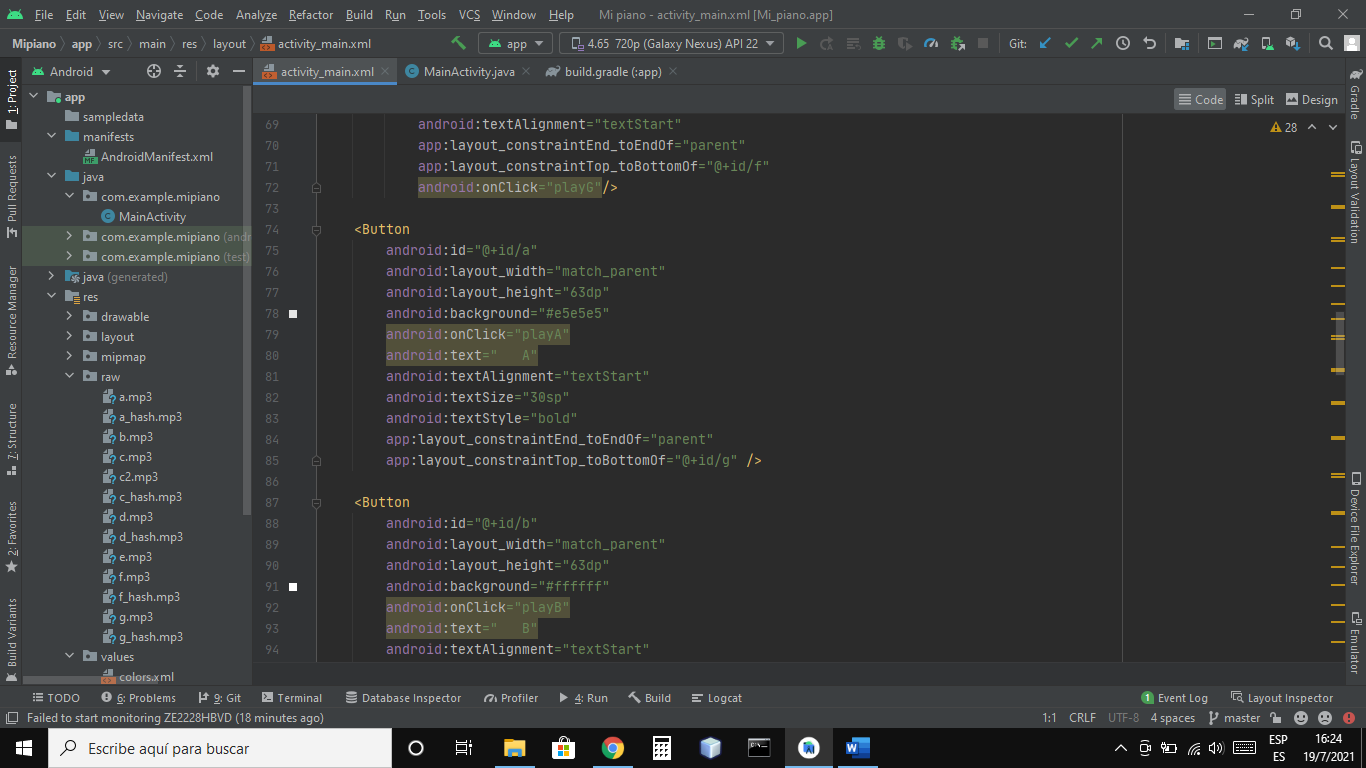 File Edit View Navigate Code Analyze Refactor Build Run Tools VCS Window Help Mi piano - activity_main.xml [Mi_piano.app]
Mipiano app src main res layout activity_main.xml app 4.65 720p (Galaxy Nexus) API 22 Git:
Android activity_main.xml MainActivity.java build.gradle (:app)
Code Split Design
28
1: Project
Pull Requests
Resource Manager
7: Structure
2: Favorites
Build Variants
app
sampledata
manifests
AndroidManifest.xml
java
com.example.mipiano
MainActivity
com.example.mipiano (andr
com.example.mipiano (test)
java (generated)
res
drawable
layout
mipmap
raw
a.mp3
a_hash.mp3
b.mp3
c.mp3
c2.mp3
c_hash.mp3
d.mp3
d_hash.mp3
e.mp3
f.mp3
f_hash.mp3
g.mp3
g_hash.mp3
values
colors.xml
69 android:textAlignment="textStart"
70 app:layout_constraintEnd_toEndOf="parent"
71 app:layout_constraintTop_toBottomOf="@+id/f"
72 android:onClick="playG"/>
73
74 <Button
75 android:id="@+id/a"
76 android:layout_width="match_parent"
77 android:layout_height="63dp"
78 android:background="#e5e5e5"
79 android:onClick="playA"
80 android:text="   A"
81 android:textAlignment="textStart"
82 android:textSize="30sp"
83 android:textStyle="bold"
84 app:layout_constraintEnd_toEndOf="parent"
85 app:layout_constraintTop_toBottomOf="@+id/g" />
86
87 <Button
88 android:id="@+id/b"
89 android:layout_width="match_parent"
90 android:layout_height="63dp"
91 android:background="#ffffff"
92 android:onClick="playB"
93 android:text="   B"
94 android:textAlignment="textStart"
Gradle
Layout Validation
Device File Explorer
Emulator
TODO 6: Problems 9: Git Terminal Database Inspector Profiler 4: Run Build Logcat 1 Event Log Layout Inspector
Failed to start monitoring ZE2228HBVD (18 minutes ago) 1:1 CRLF UTF-8 4 spaces master
Escribe aquí para buscar
ESP
ES
16:24
19/7/2021